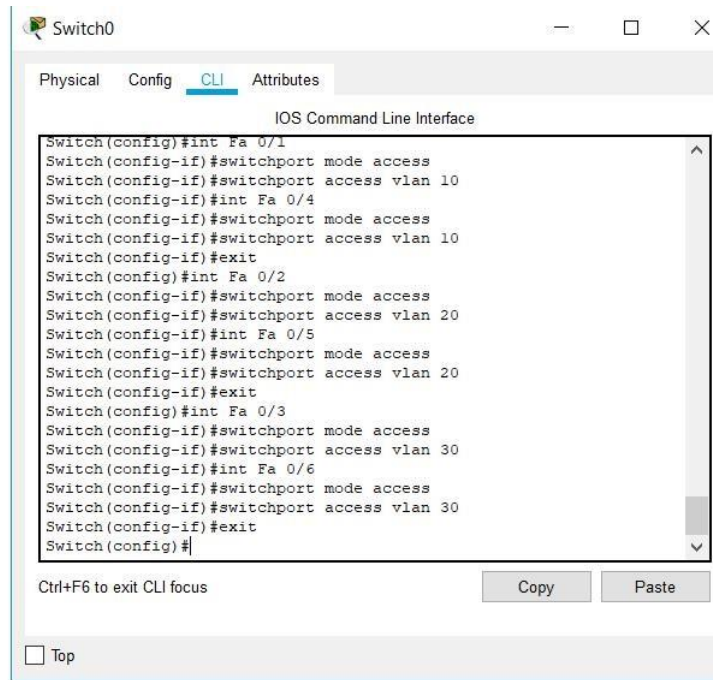 Switch0
Physical Config CLI Attributes
IOS Command Line Interface
Switch(config)#int Fa 0/1
Switch(config-if)#switchport mode access
Switch(config-if)#switchport access vlan 10
Switch(config-if)#int Fa 0/4
Switch(config-if)#switchport mode access
Switch(config-if)#switchport access vlan 10
Switch(config-if)#exit
Switch(config)#int Fa 0/2
Switch(config-if)#switchport mode access
Switch(config-if)#switchport access vlan 20
Switch(config-if)#int Fa 0/5
Switch(config-if)#switchport mode access
Switch(config-if)#switchport access vlan 20
Switch(config-if)#exit
Switch(config)#int Fa 0/3
Switch(config-if)#switchport mode access
Switch(config-if)#switchport access vlan 30
Switch(config-if)#int Fa 0/6
Switch(config-if)#switchport mode access
Switch(config-if)#switchport access vlan 30
Switch(config-if)#exit
Switch(config)#
Ctrl+F6 to exit CLI focus Copy Paste
Top